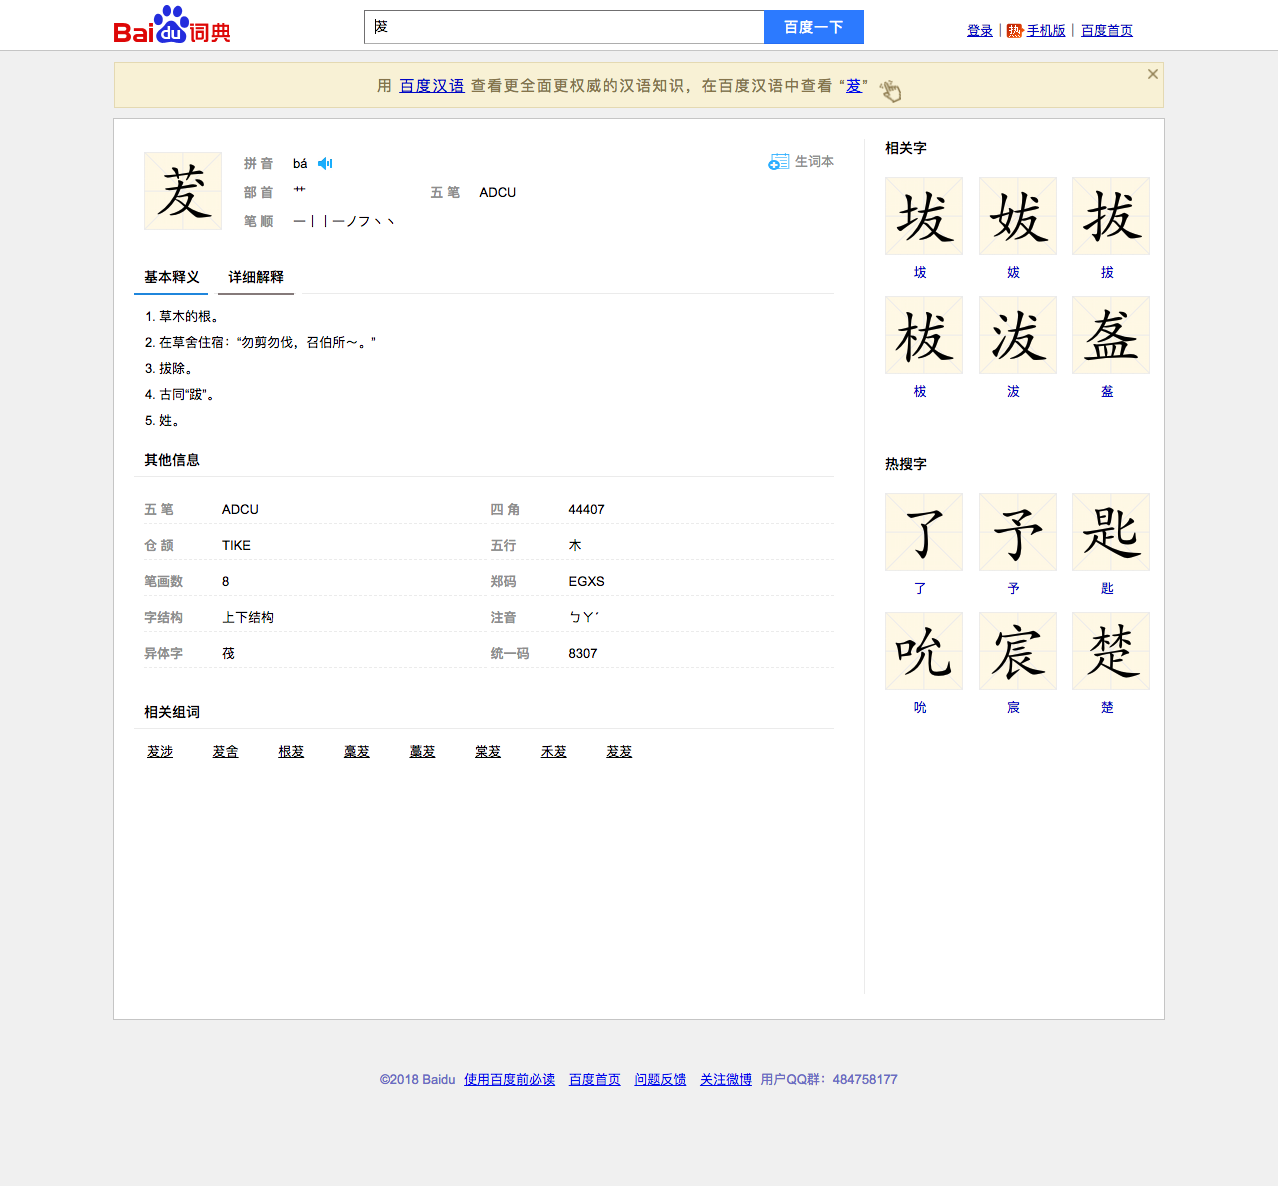 Bai du 词典
茇
百度一下
登录 | 热 手机版 | 百度首页
用 百度汉语 查看更全面更权威的汉语知识，在百度汉语中查看 “茇”
茇
拼 音 bá
生词本
部 首 艹 五 笔 ADCU
笔 顺 一丨丨一ノフ丶丶
基本释义 详细解释
1. 草木的根。
2. 在草舍住宿：“勿剪勿伐，召伯所～。”
3. 拔除。
4. 古同“跋”。
5. 姓。
其他信息
五 笔 ADCU 四 角 44407
仓 颉 TIKE 五行 木
笔画数 8 郑码 EGXS
字结构 上下结构 注音 ㄅㄚˊ
异体字 茷 统一码 8307
相关组词
茇涉 茇舍 根茇 藁茇 藁茇 棠茇 禾茇 茇茇
相关字
坺 妭 拔
坺 妭 拔
柭 泼 盋
柭 泼 盋
热搜字
了 予 匙
了 予 匙
吮 宸 楚
吮 宸 楚
©2018 Baidu 使用百度前必读 百度首页 问题反馈 关注微博 用户QQ群：484758177